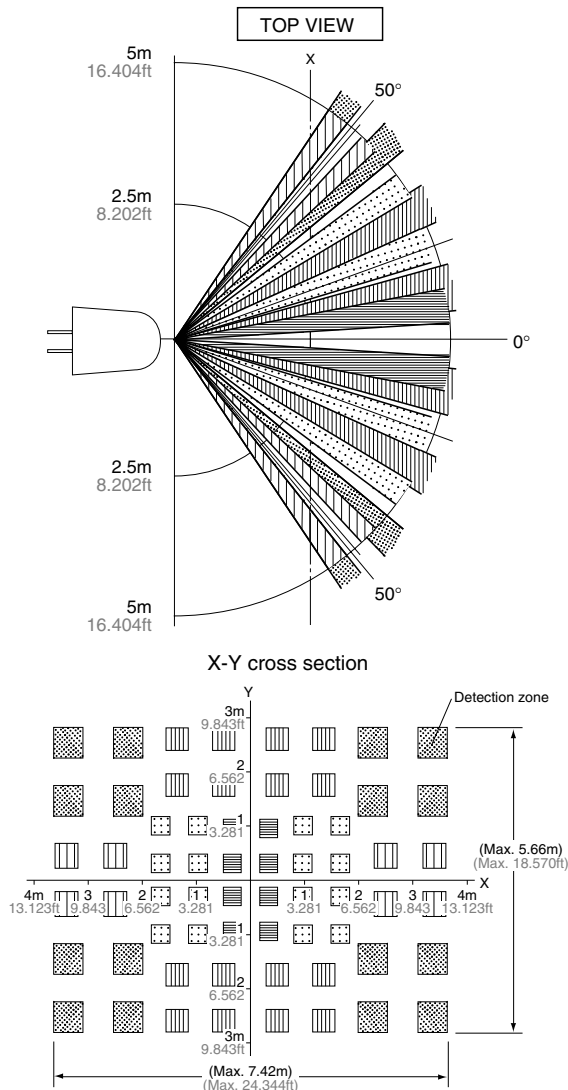 TOP VIEW
5m
16.404ft
X
50°
2.5m
8.202ft
0°
2.5m
8.202ft
50°
5m
16.404ft
X-Y cross section
Y
Detection zone
3m
9.843ft
2
6.562
1
3.281
(Max. 5.66m)
(Max. 18.570ft)
X
4m 3 2 1 1 2 3 4m
13.123ft 9.843 6.562 3.281 3.281 6.562 9.843 13.123ft
1
3.281
2
6.562
3m
9.843ft
(Max. 7.42m)
(Max. 24.344ft)